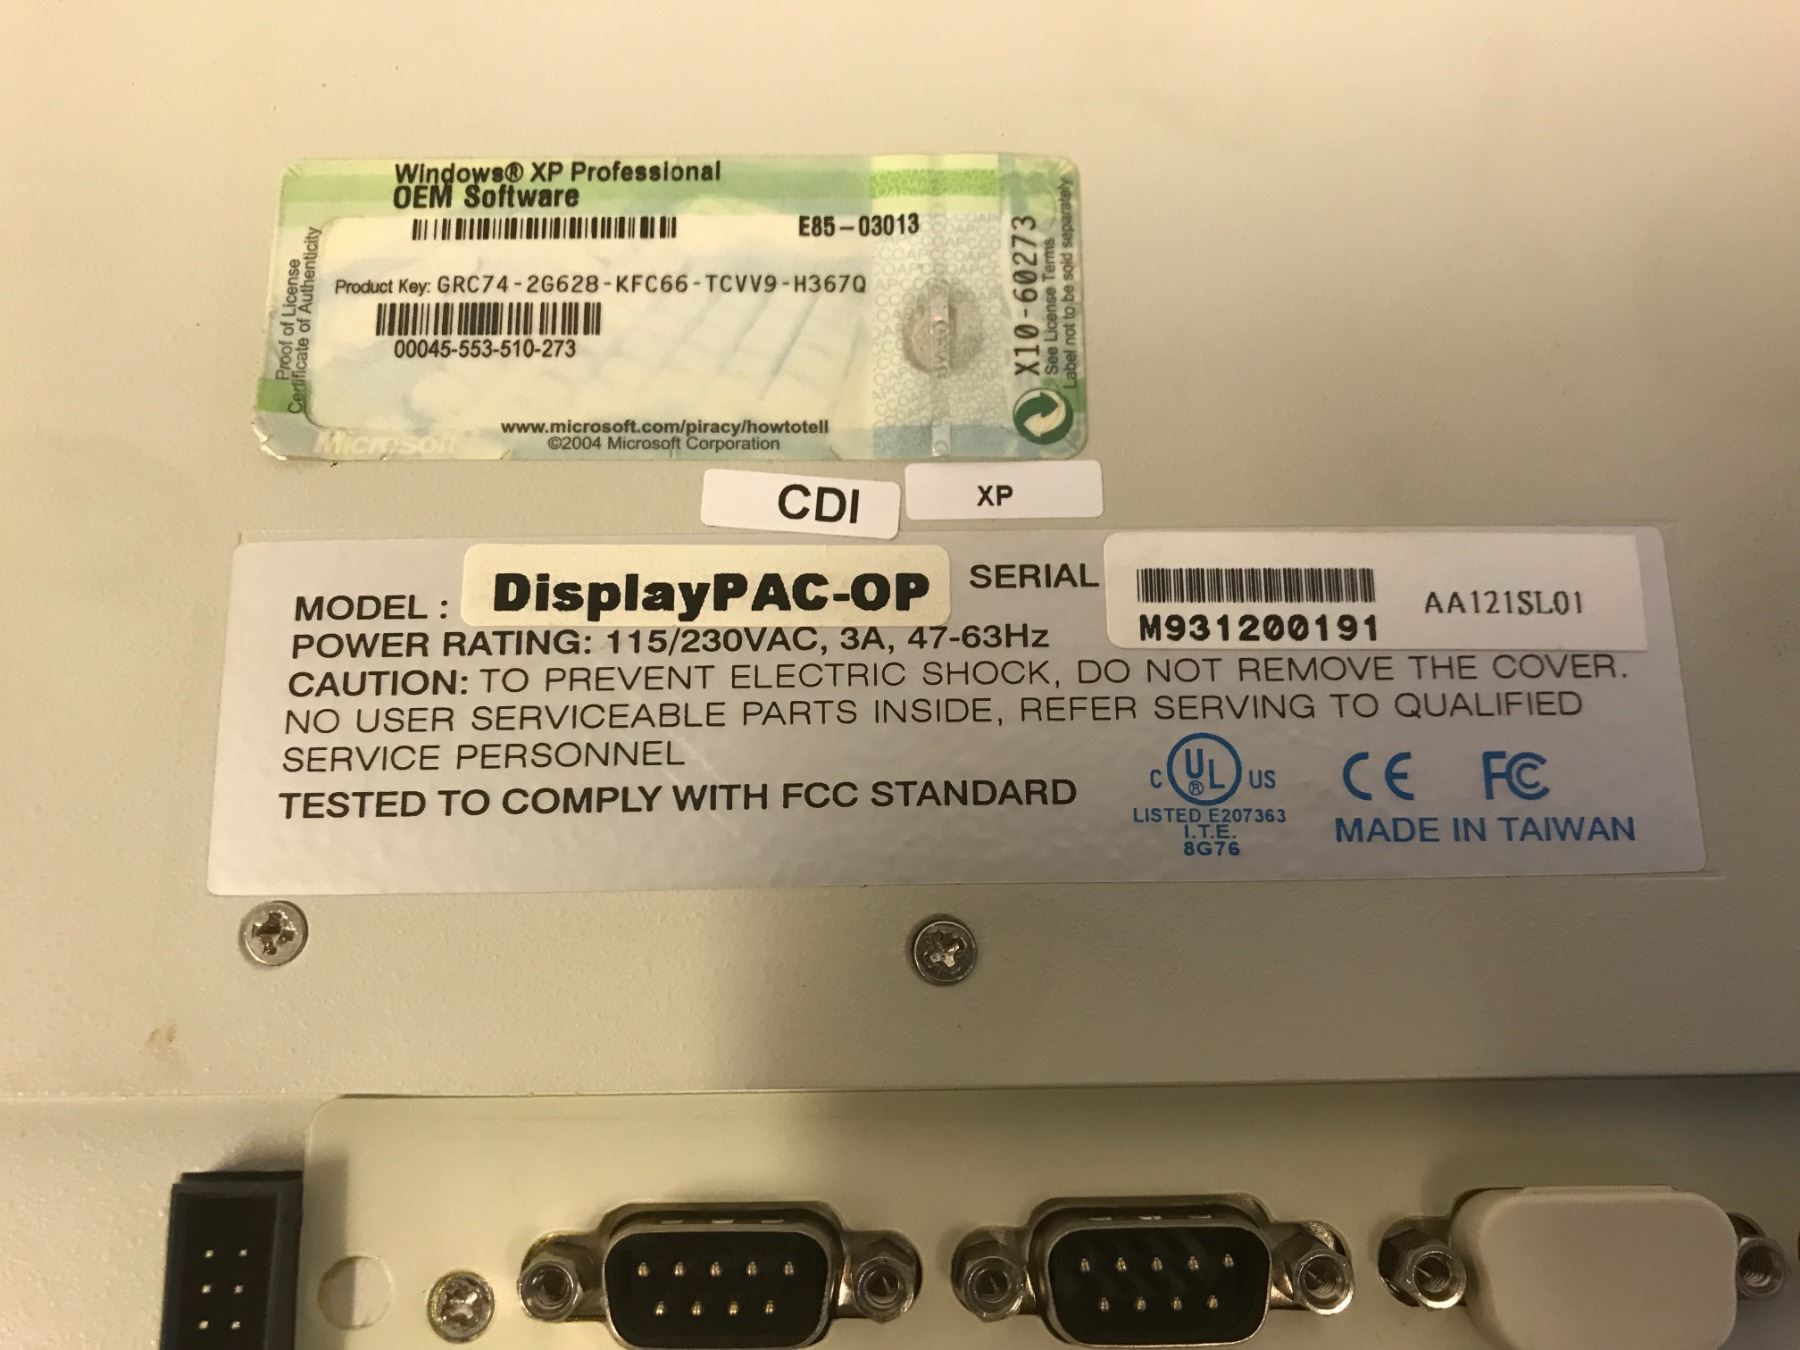 Windows® XP Professional
OEM Software
E85-03013
Product Key: GRC74-2G628-KFC66-TCVV9-H367Q
00045-553-510-273
www.microsoft.com/piracy/howtotell
©2004 Microsoft Corporation
Proof of License
Certificate of Authenticity
Microsoft
X10-60273
See License Terms
Label not to be sold separately
CDI
XP
MODEL : DisplayPAC-OP SERIAL
M931200191
AA121SL01
POWER RATING: 115/230VAC, 3A, 47-63Hz
CAUTION: TO PREVENT ELECTRIC SHOCK, DO NOT REMOVE THE COVER.
NO USER SERVICEABLE PARTS INSIDE, REFER SERVING TO QUALIFIED
SERVICE PERSONNEL
TESTED TO COMPLY WITH FCC STANDARD
C UL® US
LISTED E207363
I.T.E.
8G76
CE FC
MADE IN TAIWAN